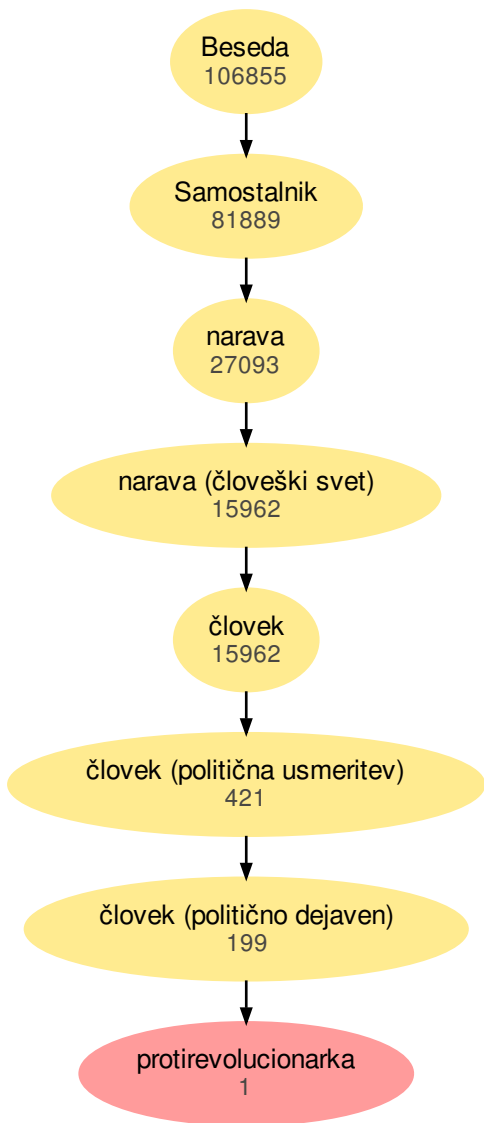 Beseda
106855
Samostalnik
81889
narava
27093
narava (človeški svet)
15962
človek
15962
človek (politična usmeritev)
421
človek (politično dejaven)
199
protirevolucionarka
1